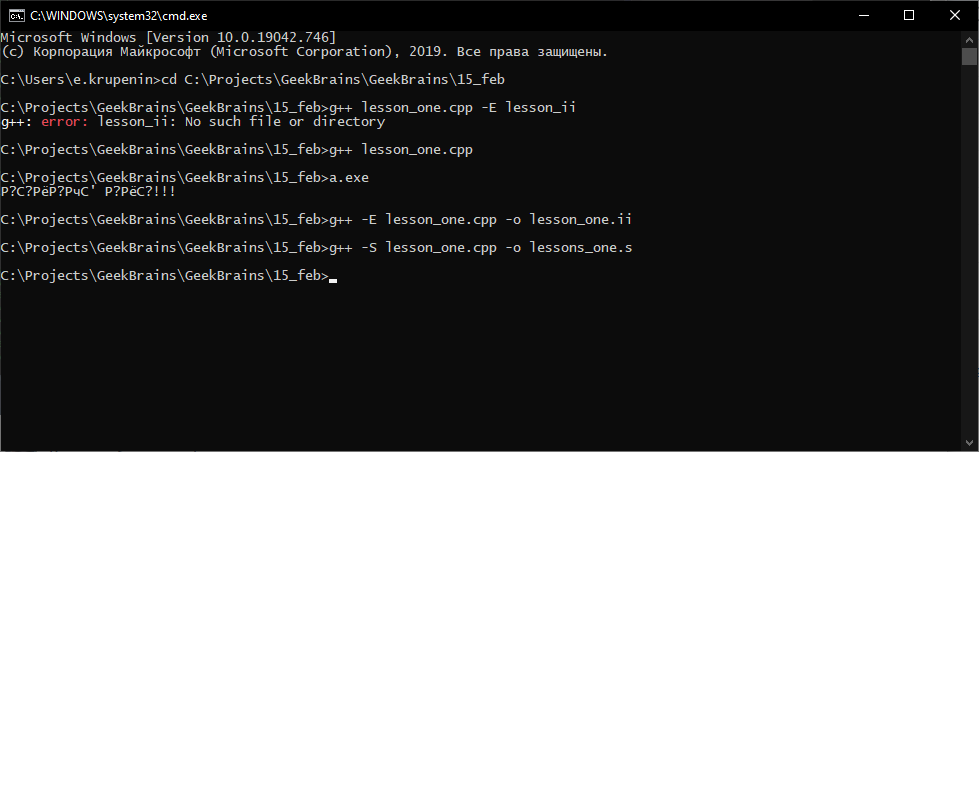 C:\WINDOWS\system32\cmd.exe
Microsoft Windows [Version 10.0.19042.746]
(c) Корпорация Майкрософт (Microsoft Corporation), 2019. Все права защищены.
C:\Users\e.krupenin>cd C:\Projects\GeekBrains\GeekBrains\15_feb
C:\Projects\GeekBrains\GeekBrains\15_feb>g++ lesson_one.cpp -E lesson_ii
g++: error: lesson_ii: No such file or directory
C:\Projects\GeekBrains\GeekBrains\15_feb>g++ lesson_one.cpp
C:\Projects\GeekBrains\GeekBrains\15_feb>a.exe
Р?С?РёР?РчС' Р?РёС?!!!
C:\Projects\GeekBrains\GeekBrains\15_feb>g++ -E lesson_one.cpp -o lesson_one.ii
C:\Projects\GeekBrains\GeekBrains\15_feb>g++ -S lesson_one.cpp -o lessons_one.s
C:\Projects\GeekBrains\GeekBrains\15_feb>